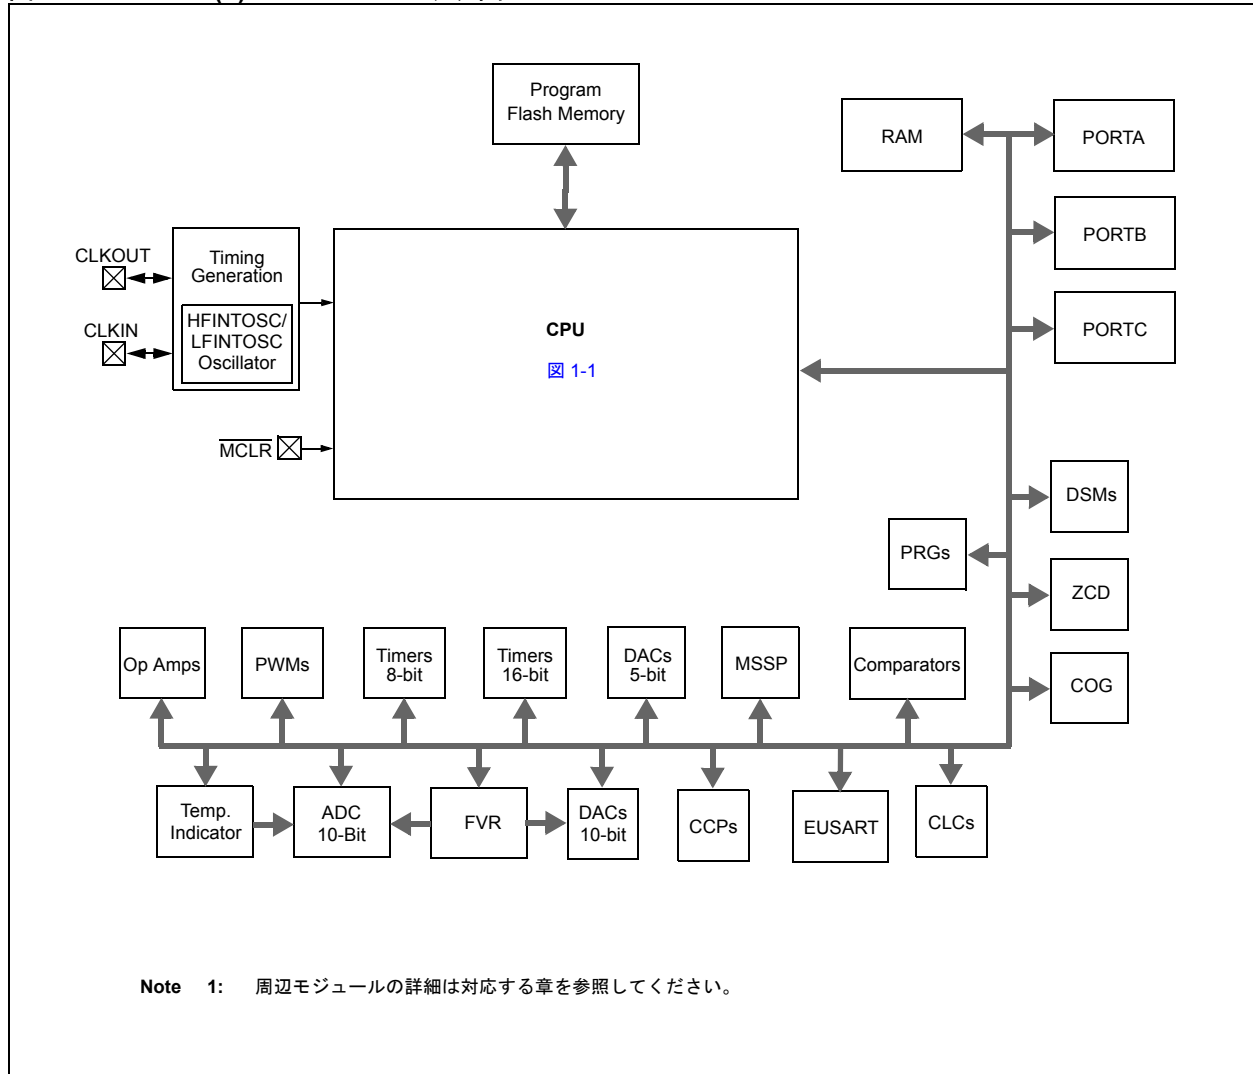 Program
Flash Memory
RAM
PORTA
CLKOUT
Timing
Generation
PORTB
CLKIN
HFINTOSC/
LFINTOSC
Oscillator
CPU
図 1-1
PORTC
MCLR
DSMs
PRGs
ZCD
Op Amps
PWMs
Timers
8-bit
Timers
16-bit
DACs
5-bit
MSSP
Comparators
COG
Temp.
Indicator
ADC
10-Bit
FVR
DACs
10-bit
CCPs
EUSART
CLCs
Note 1: 周辺モジュールの詳細は対応する章を参照してください。